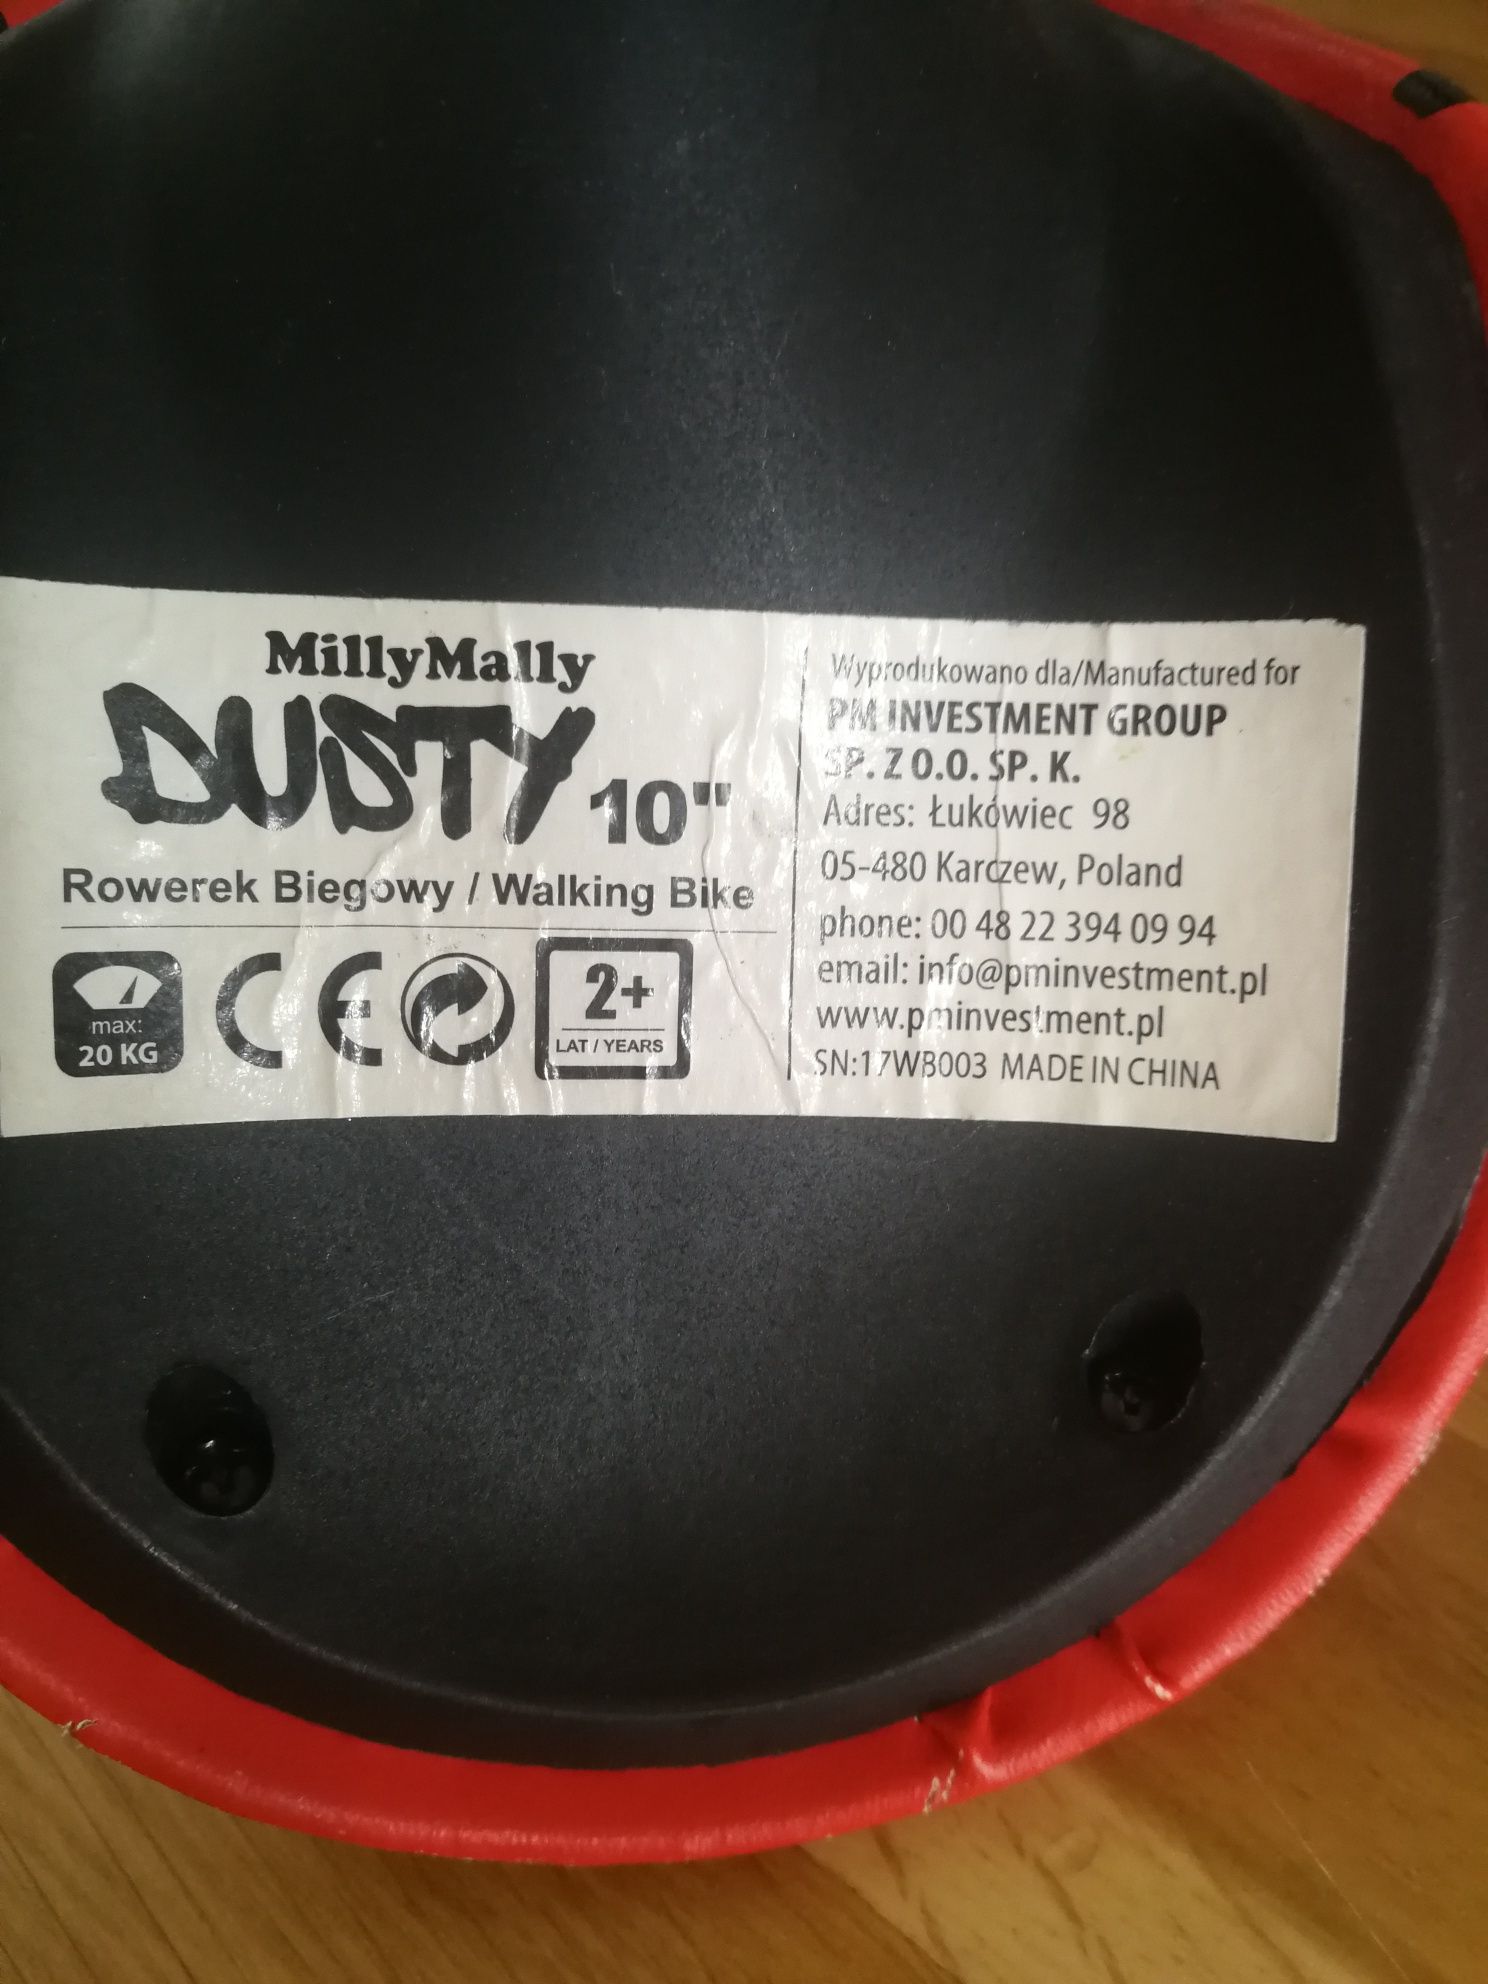 MillyMally
DUSTY 10"
Rowerek Biegowy / Walking Bike
max:
20 KG
CE
2+
LAT / YEARS
Wyprodukowano dla/Manufactured for
PM INVESTMENT GROUP
SP. Z O.O. SP. K.
Adres: Łukówiec 98
05-480 Karczew, Poland
phone: 00 48 22 394 09 94
email: info@pminvestment.pl
www.pminvestment.pl
SN:17WB003 MADE IN CHINA